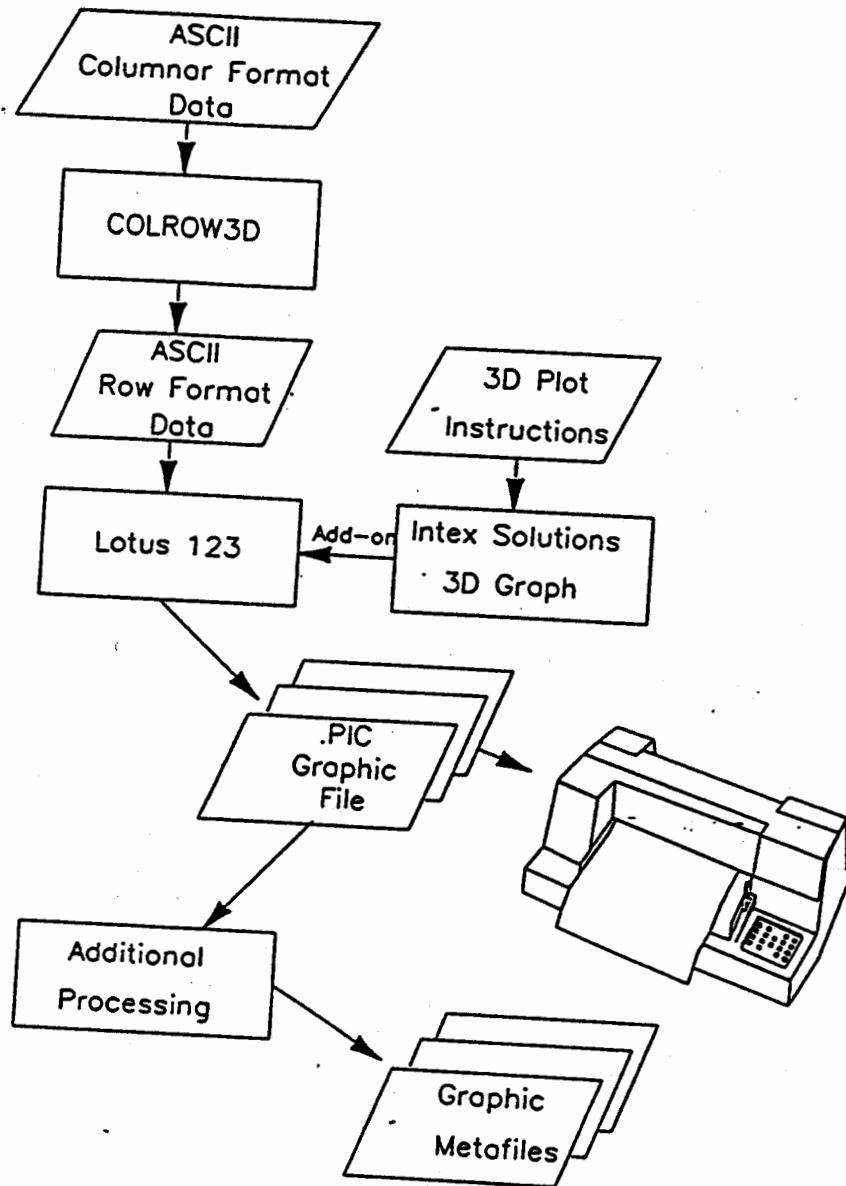 ASCII
Columnar Format
Data
COLROW3D
ASCII
Row Format
Data
3D Plot
Instructions
Lotus 123
Add-on
Intex Solutions
3D Graph
.PIC
Graphic
File
Additional
Processing
Graphic
Metafiles